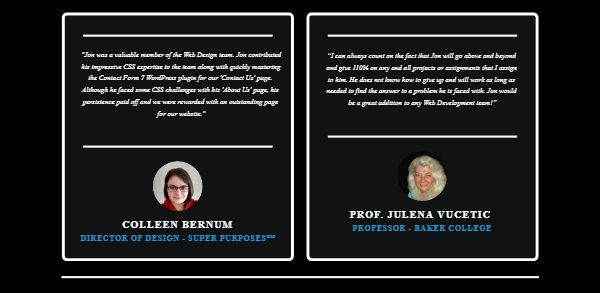 "Jon was a valuable member of the Web Design team. Jon contributed
his impressive CSS expertise to the team along with quickly mastering
the Contact Form 7 WordPress plugin for our 'Contact Us' page.
Although he faced some CSS challenges with his 'About Us' page, his
persistence paid off and we were rewarded with an outstanding page
for our website."
COLLEEN BERNUM
DIRECTOR OF DESIGN - SUPER PURPOSES™
"I can always count on the fact that Jon will go above and beyond
and give 110% on any and all projects or assignments that I assign
to him. He does not know how to give up and will work as long as
needed to find the answer to a problem he is faced with. Jon would
be a great addition to any Web Development team!"
PROF. JULENA VUCETIC
PROFESSOR - BAKER COLLEGE